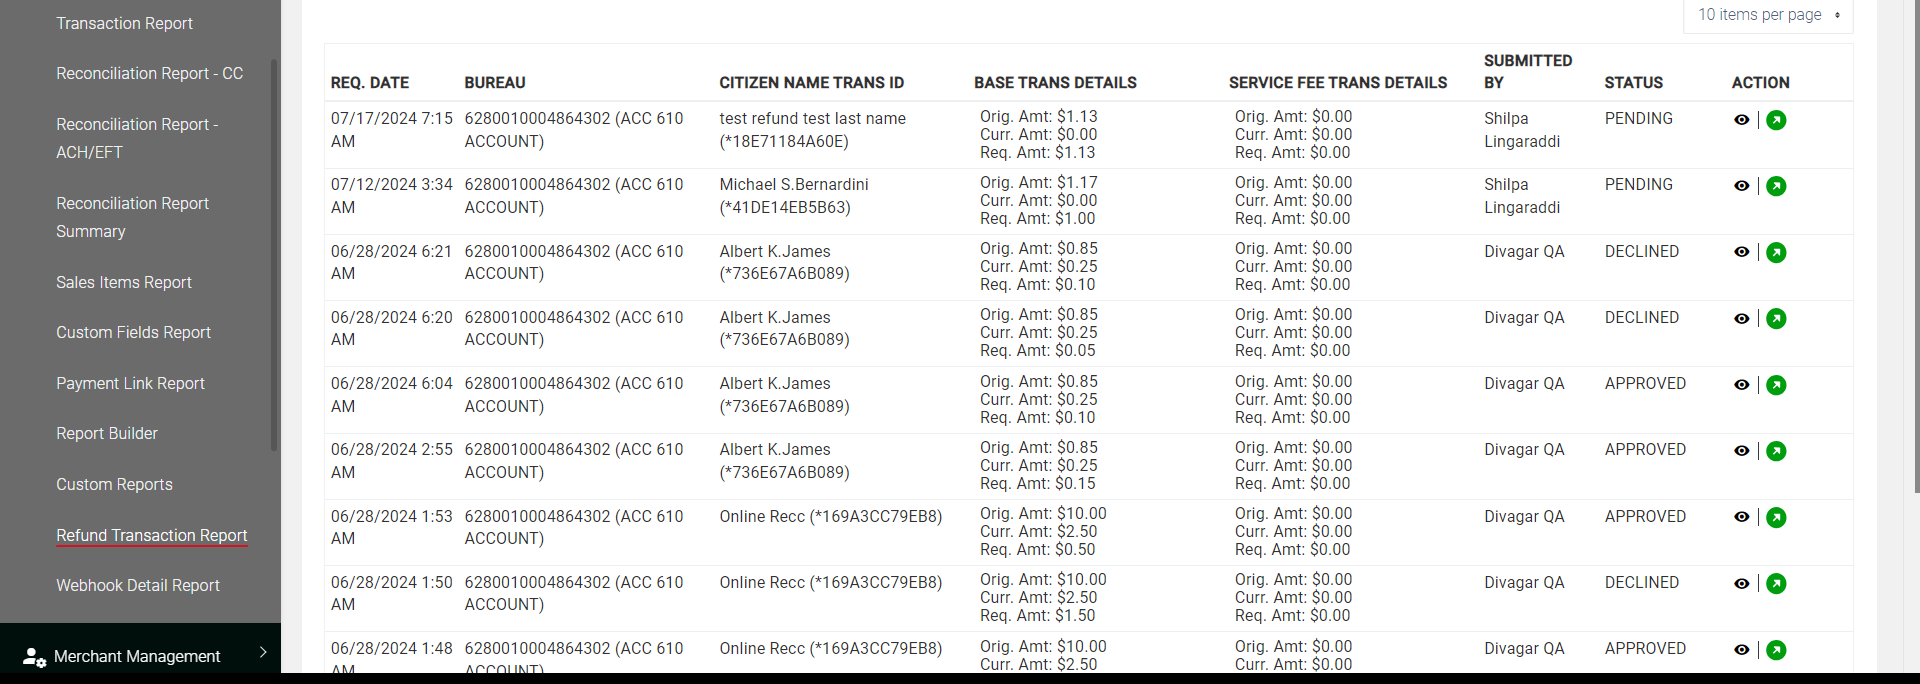 Transaction Report
Reconciliation Report - CC
Reconciliation Report -
ACH/EFT
Reconciliation Report
Summary
Sales Items Report
Custom Fields Report
Payment Link Report
Report Builder
Custom Reports
Refund Transaction Report
Webhook Detail Report
Merchant Management
10 items per page
REQ. DATE BUREAU CITIZEN NAME TRANS ID BASE TRANS DETAILS SERVICE FEE TRANS DETAILS SUBMITTED BY STATUS ACTION
07/17/2024 7:15 6280010004864302 (ACC 610 test refund test last name Orig. Amt: $1.13 Orig. Amt: $0.00 Shilpa PENDING
Curr. Amt: $0.00 Curr. Amt: $0.00
AM ACCOUNT) (*18E71184A60E) Req. Amt: $1.13 Req. Amt: $0.00 Lingaraddi
07/12/2024 3:34 6280010004864302 (ACC 610 Michael S.Bernardini Orig. Amt: $1.17 Orig. Amt: $0.00 Shilpa PENDING
Curr. Amt: $0.00 Curr. Amt: $0.00
AM ACCOUNT) (*41DE14EB5B63) Req. Amt: $1.00 Req. Amt: $0.00 Lingaraddi
06/28/2024 6:21 6280010004864302 (ACC 610 Albert K.James Orig. Amt: $0.85 Orig. Amt: $0.00 Divagar QA DECLINED
Curr. Amt: $0.25 Curr. Amt: $0.00
AM ACCOUNT) (*736E67A6B089) Req. Amt: $0.10 Req. Amt: $0.00
06/28/2024 6:20 6280010004864302 (ACC 610 Albert K.James Orig. Amt: $0.85 Orig. Amt: $0.00 Divagar QA DECLINED
Curr. Amt: $0.25 Curr. Amt: $0.00
AM ACCOUNT) (*736E67A6B089) Req. Amt: $0.05 Req. Amt: $0.00
06/28/2024 6:04 6280010004864302 (ACC 610 Albert K.James Orig. Amt: $0.85 Orig. Amt: $0.00 Divagar QA APPROVED
Curr. Amt: $0.25 Curr. Amt: $0.00
AM ACCOUNT) (*736E67A6B089) Req. Amt: $0.10 Req. Amt: $0.00
06/28/2024 2:55 6280010004864302 (ACC 610 Albert K.James Orig. Amt: $0.85 Orig. Amt: $0.00 Divagar QA APPROVED
Curr. Amt: $0.25 Curr. Amt: $0.00
AM ACCOUNT) (*736E67A6B089) Req. Amt: $0.15 Req. Amt: $0.00
06/28/2024 1:53 6280010004864302 (ACC 610 Online Recc (*169A3CC79EB8) Orig. Amt: $10.00 Orig. Amt: $0.00 Divagar QA APPROVED
Curr. Amt: $2.50 Curr. Amt: $0.00
AM ACCOUNT) Req. Amt: $0.50 Req. Amt: $0.00
06/28/2024 1:50 6280010004864302 (ACC 610 Online Recc (*169A3CC79EB8) Orig. Amt: $10.00 Orig. Amt: $0.00 Divagar QA DECLINED
Curr. Amt: $2.50 Curr. Amt: $0.00
AM ACCOUNT) Req. Amt: $1.50 Req. Amt: $0.00
06/28/2024 1:48 6280010004864302 (ACC 610 Online Recc (*169A3CC79EB8) Orig. Amt: $10.00 Orig. Amt: $0.00 Divagar QA APPROVED
AM ACCOUNT) Curr. Amt: $2.50 Curr. Amt: $0.00